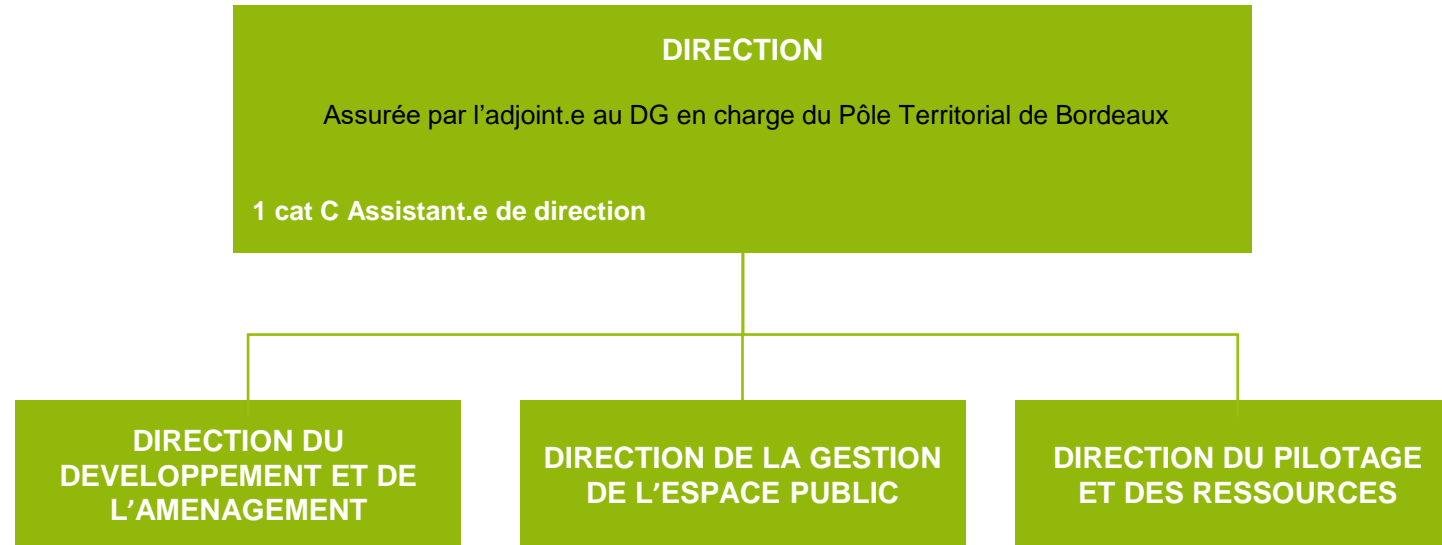 DIRECTION
Assurée par l’adjoint.e au DG en charge du Pôle Territorial de Bordeaux
1 cat C Assistant.e de direction
DIRECTION DU
DEVELOPPEMENT ET DE
L’AMENAGEMENT
DIRECTION DE LA GESTION
DE L’ESPACE PUBLIC
DIRECTION DU PILOTAGE
ET DES RESSOURCES